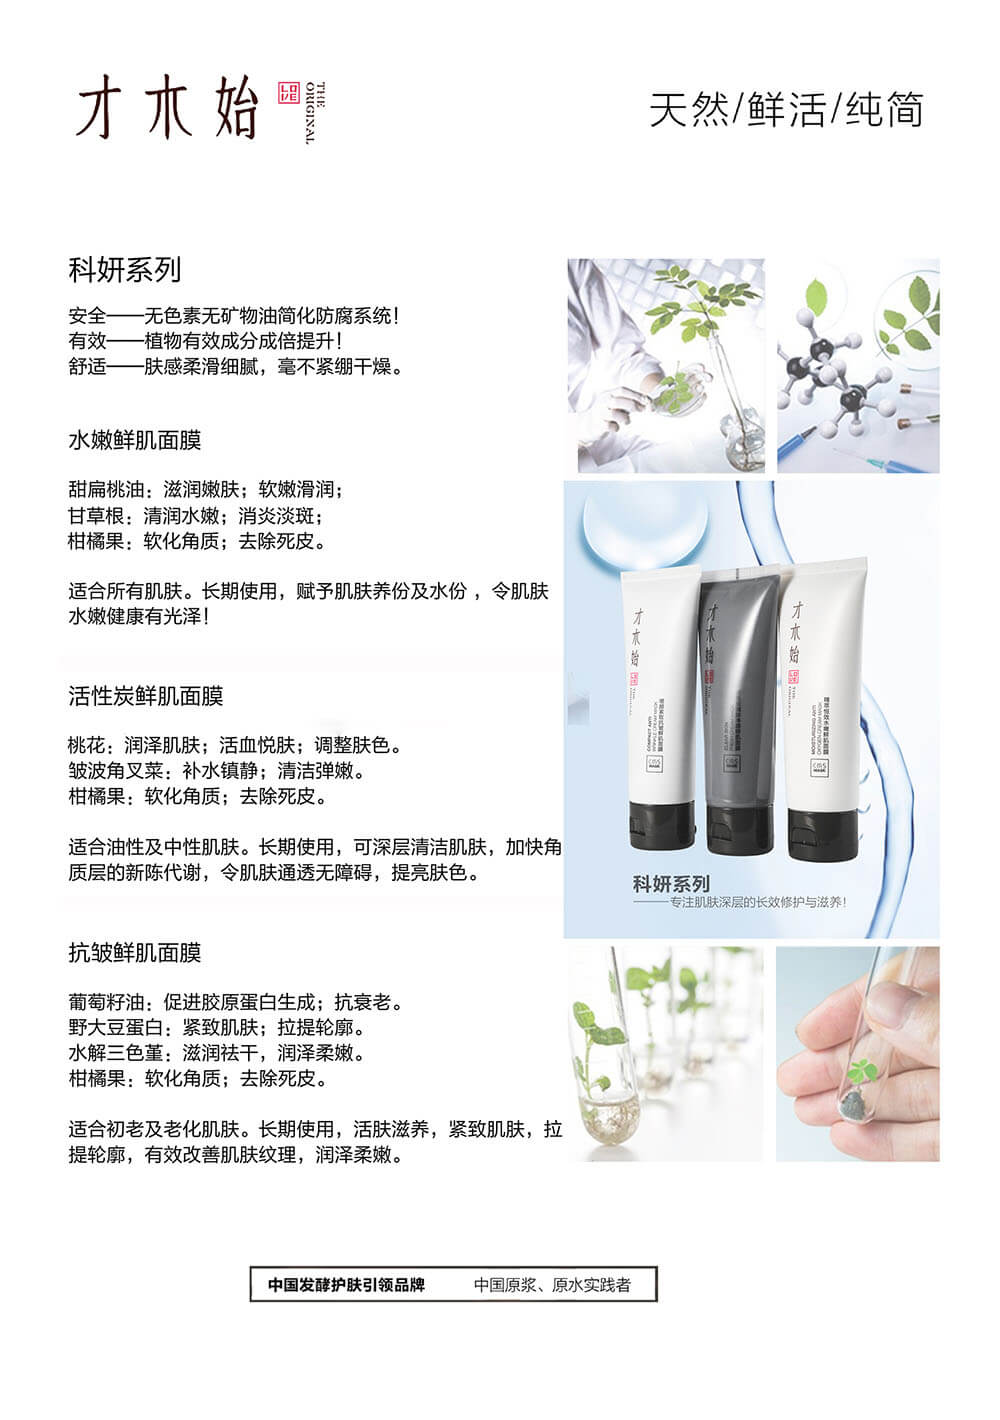 才木始
LOVE
THE ORIGINAL
天然/鲜活/纯简
科妍系列
安全——无色素无矿物油简化防腐系统!
有效——植物有效成分成倍提升!
舒适——肤感柔滑细腻，毫不紧绷干燥。
水嫩鲜肌面膜
甜扁桃油：滋润嫩肤；软嫩滑润；
甘草根：清润水嫩；消炎淡斑；
柑橘果：软化角质；去除死皮。
适合所有肌肤。长期使用，赋予肌肤养份及水份 ，令肌肤
水嫩健康有光泽!
活性炭鲜肌面膜
桃花：润泽肌肤；活血悦肤；调整肤色。
皱波角叉菜：补水镇静；清洁弹嫩。
柑橘果：软化角质；去除死皮。
适合油性及中性肌肤。长期使用，可深层清洁肌肤，加快角
质层的新陈代谢，令肌肤通透无障碍，提亮肤色。
抗皱鲜肌面膜
葡萄籽油：促进胶原蛋白生成；抗衰老。
野大豆蛋白：紧致肌肤；拉提轮廓。
水解三色堇：滋润祛干，润泽柔嫩。
柑橘果：软化角质；去除死皮。
适合初老及老化肌肤。长期使用，活肤滋养，紧致肌肤，拉
提轮廓，有效改善肌肤纹理，润泽柔嫩。
才木始
才木始
才木始
COMPACT ANTI
WRINKLE CREAM MASK
MOISTURIZING ANTI
OXYGEN CREAM MASK
科妍系列
——专注肌肤深层的长效修护与滋养!
中国发酵护肤引领品牌 中国原浆、原水实践者